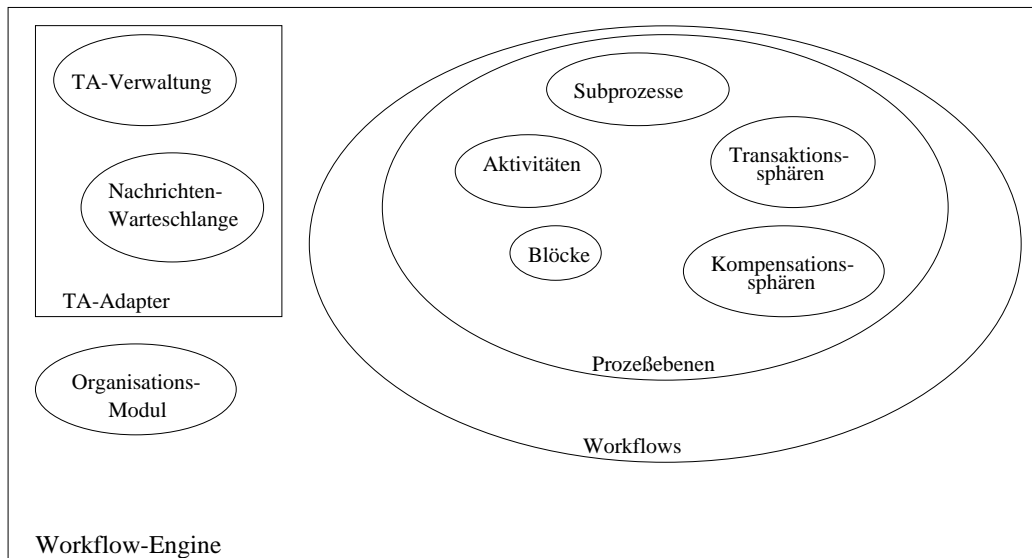 TA-Verwaltung
Nachrichten-
Warteschlange
TA-Adapter
Organisations-
Modul
Subprozesse
Aktivitäten
Transaktions-
sphären
Blöcke
Kompensations-
sphären
Prozeßebenen
Workflows
Workflow-Engine